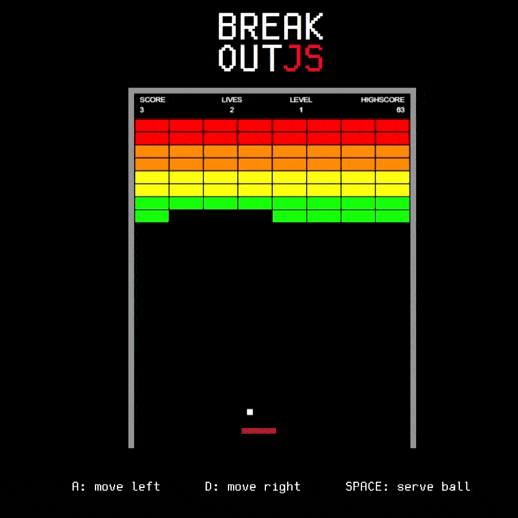 BREAK
OUTJS
SCORE LIVES LEVEL HIGHSCORE
3 2 1 63
A: move left D: move right SPACE: serve ball